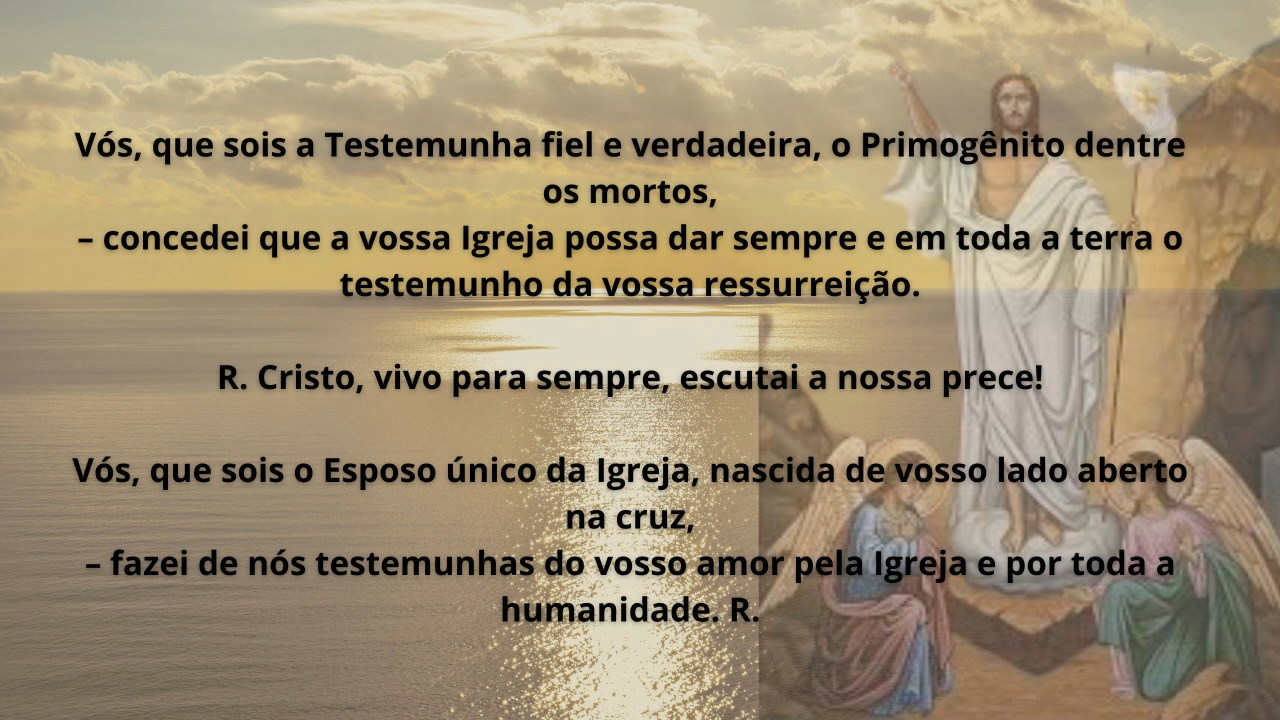 Vós, que sois a Testemunha fiel e verdadeira, o Primogênito dentre
os mortos,
– concedei que a vossa Igreja possa dar sempre e em toda a terra o
testemunho da vossa ressurreição.
R. Cristo, vivo para sempre, escutai a nossa prece!
Vós, que sois o Esposo único da Igreja, nascida de vosso lado aberto
na cruz,
– fazei de nós testemunhas do vosso amor pela Igreja e por toda a
humanidade. R.